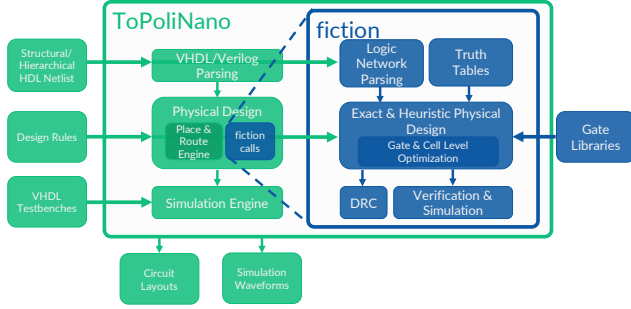 ToPoliNano
fiction
Structural/
Hierarchical
HDL Netlist
VHDL/Verilog
Parsing
Logic
Network
Parsing
Truth
Tables
Design Rules
Physical Design
Place &
Route
Engine
fiction
calls
Exact & Heuristic Physical
Design
Gate & Cell Level
Optimization
Gate
Libraries
VHDL
Testbenches
Simulation Engine
DRC
Verification &
Simulation
Circuit
Layouts
Simulation
Waveforms